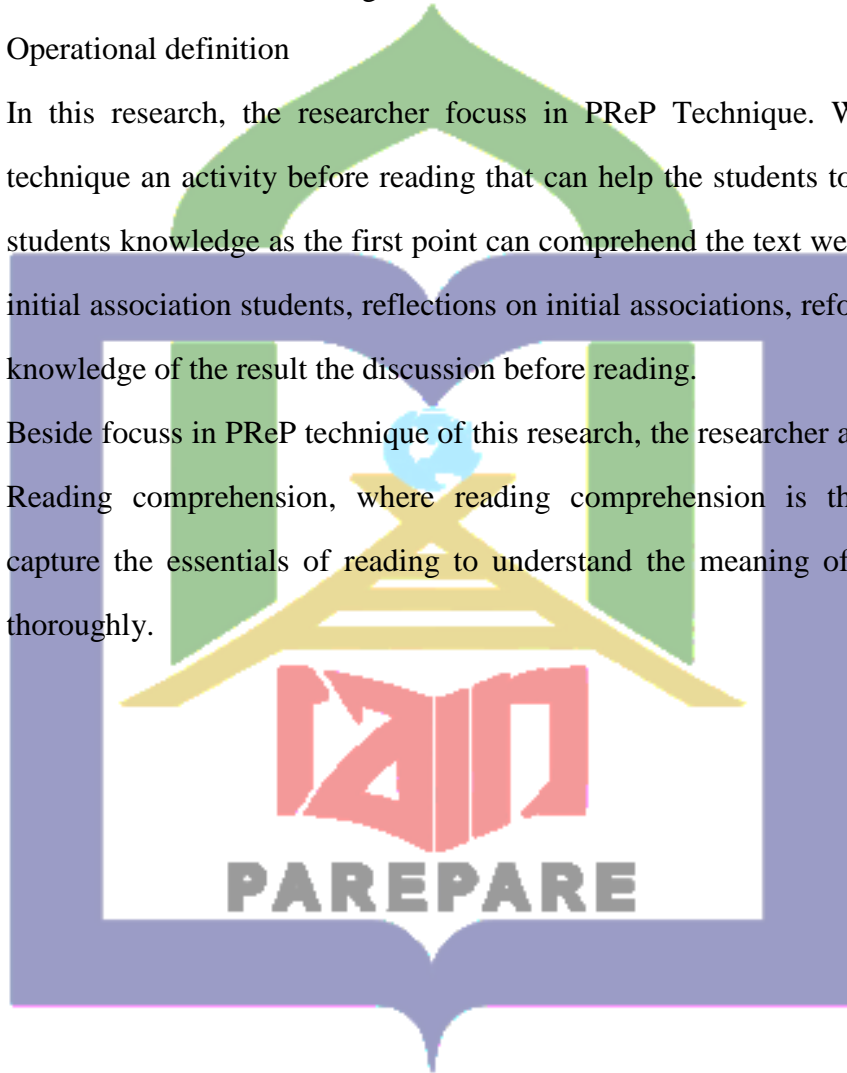 Operational definition
In this research, the researcher focuss in PReP Technique.
technique an activity before reading that can help the students to
students knowledge as the first point can comprehend the text
initial association students, reflections on initial associations,
knowledge of the result the discussion before reading.
Beside focuss in PReP technique of this research, the researcher
Reading comprehension, where reading comprehension is
capture the essentials of reading to understand the meaning of
thoroughly.
iain
PAREPARE